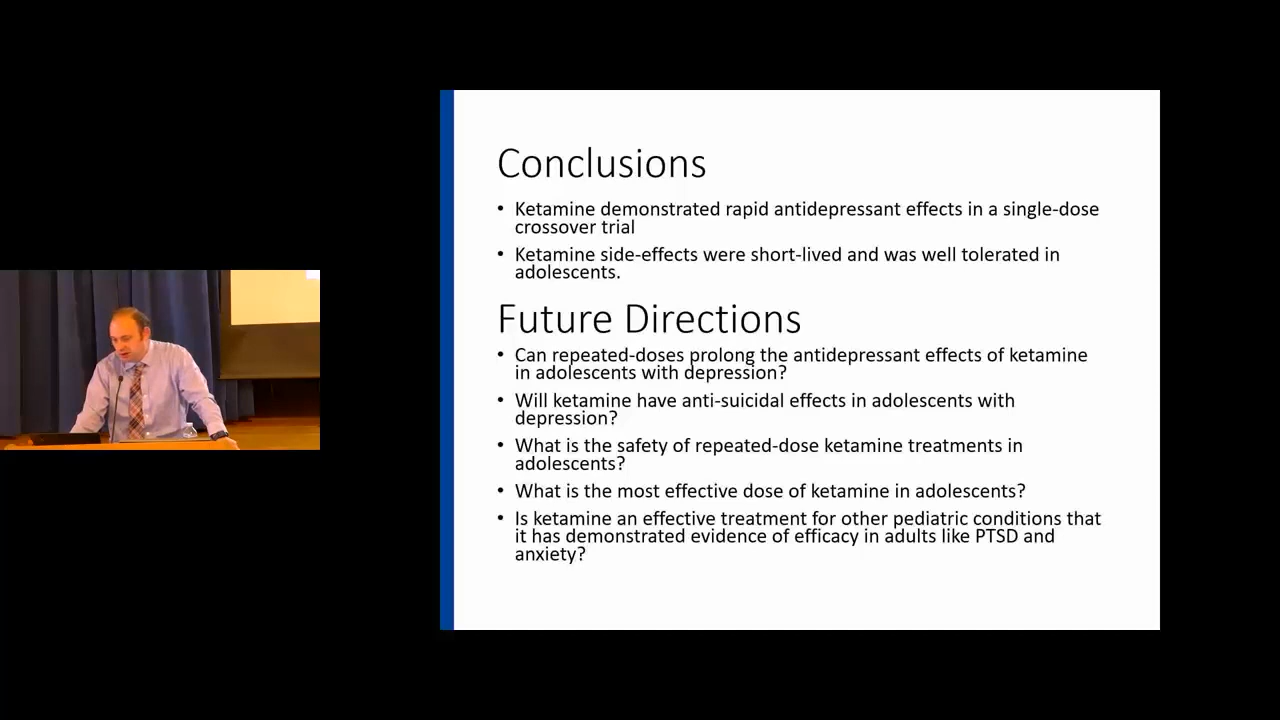 Conclusions
• Ketamine demonstrated rapid antidepressant effects in a single-dose
crossover trial
• Ketamine side-effects were short-lived and was well tolerated in
adolescents.
Future Directions
• Can repeated-doses prolong the antidepressant effects of ketamine
in adolescents with depression?
• Will ketamine have anti-suicidal effects in adolescents with
depression?
• What is the safety of repeated-dose ketamine treatments in
adolescents?
• What is the most effective dose of ketamine in adolescents?
• Is ketamine an effective treatment for other pediatric conditions that
it has demonstrated evidence of efficacy in adults like PTSD and
anxiety?